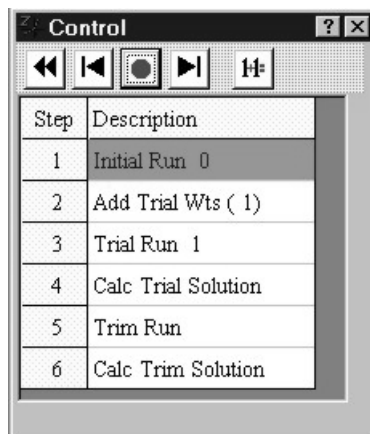 Control
Step Description
1 Initial Run 0
2 Add Trial Wts ( 1)
3 Trial Run 1
4 Calc Trial Solution
5 Trim Run
6 Calc Trim Solution